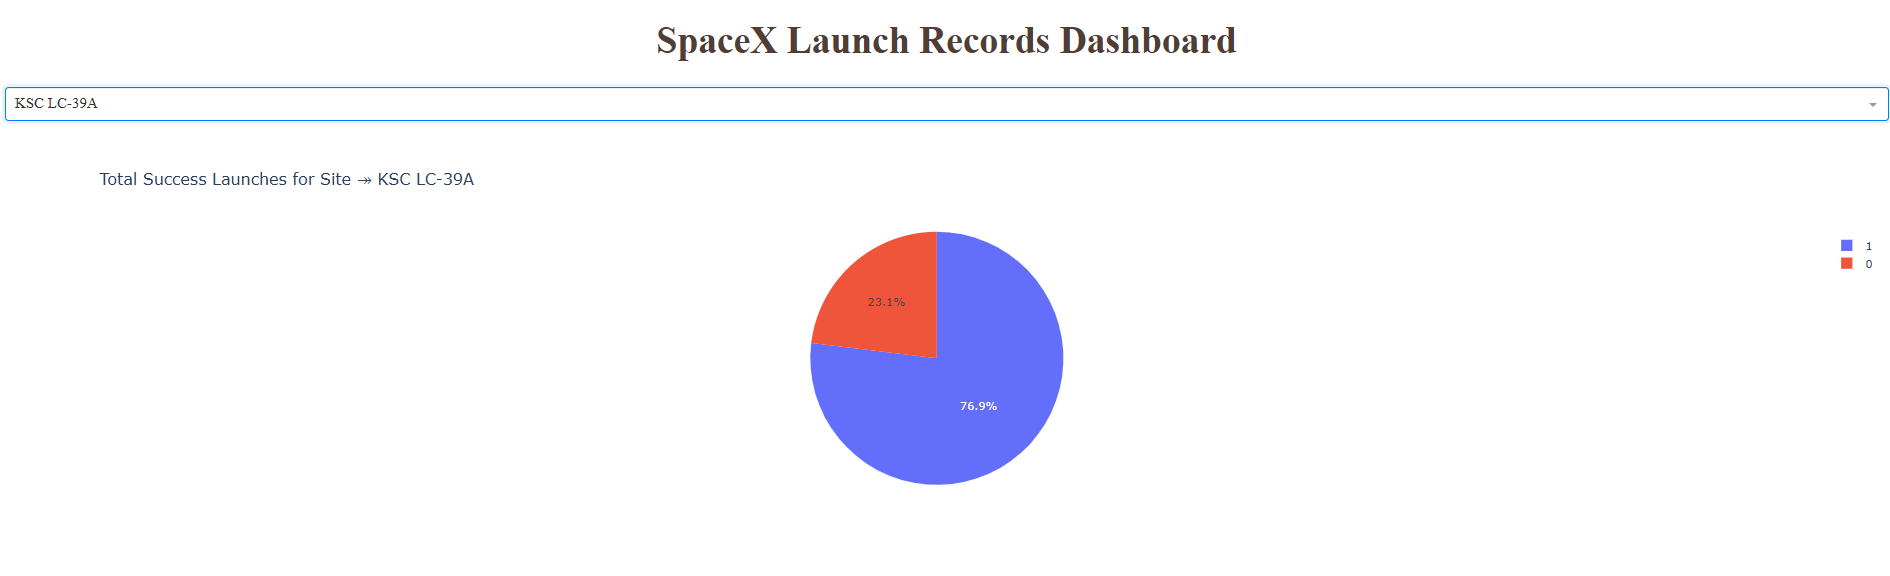 SpaceX Launch Records Dashboard
KSC LC-39A
Total Success Launches for Site ↠ KSC LC-39A
1
0
23.1%
76.9%